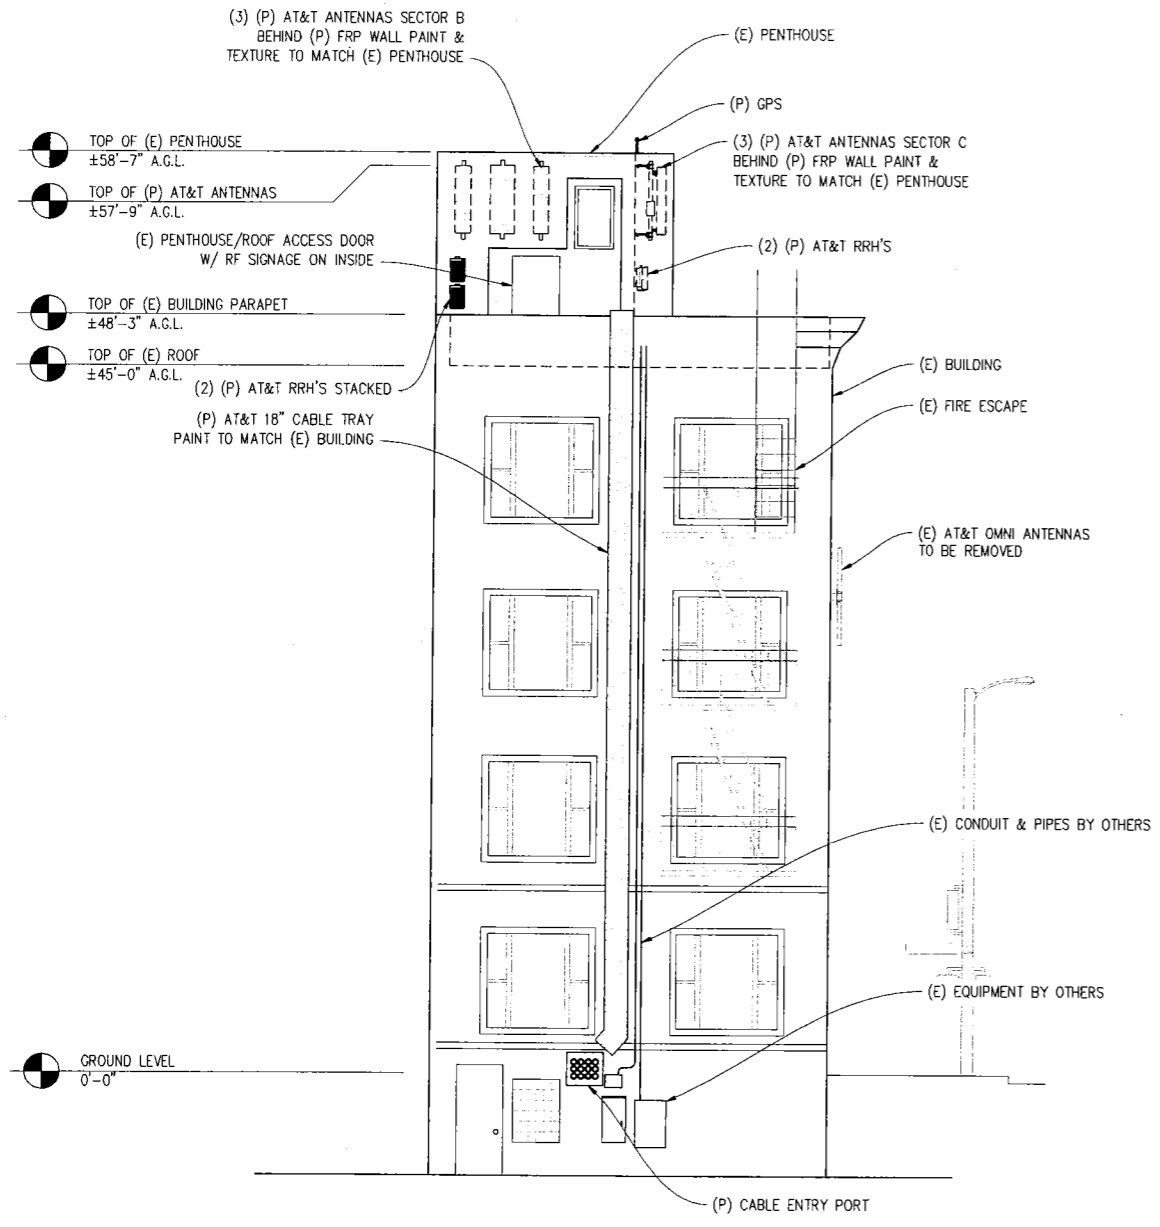 (3) (P) AT&T ANTENNAS SECTOR B
BEHIND (P) FRP WALL PAINT &
TEXTURE TO MATCH (E) PENTHOUSE
(E) PENTHOUSE
(P) GPS
(3) (P) AT&T ANTENNAS SECTOR C
BEHIND (P) FRP WALL PAINT &
TEXTURE TO MATCH (E) PENTHOUSE
TOP OF (E) PENTHOUSE
±58'-7" A.G.L.
TOP OF (P) AT&T ANTENNAS
±57'-9" A.G.L.
(E) PENTHOUSE/ROOF ACCESS DOOR
W/ RF SIGNAGE ON INSIDE
(2) (P) AT&T RRH'S
TOP OF (E) BUILDING PARAPET
±48'-3" A.G.L.
TOP OF (E) ROOF
±45'-0" A.G.L.
(2) (P) AT&T RRH'S STACKED
(P) AT&T 18" CABLE TRAY
PAINT TO MATCH (E) BUILDING
(E) BUILDING
(E) FIRE ESCAPE
(E) AT&T OMNI ANTENNAS
TO BE REMOVED
(E) CONDUIT & PIPES BY OTHERS
(E) EQUIPMENT BY OTHERS
GROUND LEVEL
0'-0"
(P) CABLE ENTRY PORT